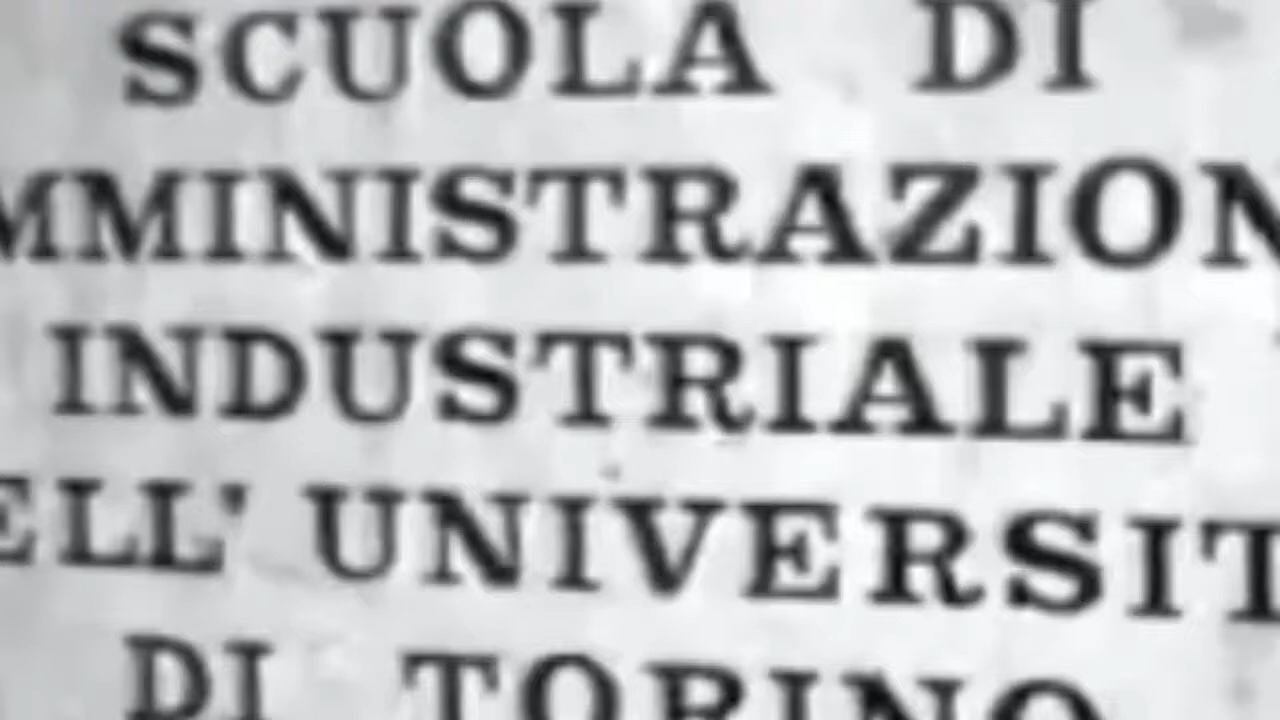 SCUOLA DI
MMINISTRAZION
INDUSTRIALE
ELL' UNIVERSIT
DI TORINO